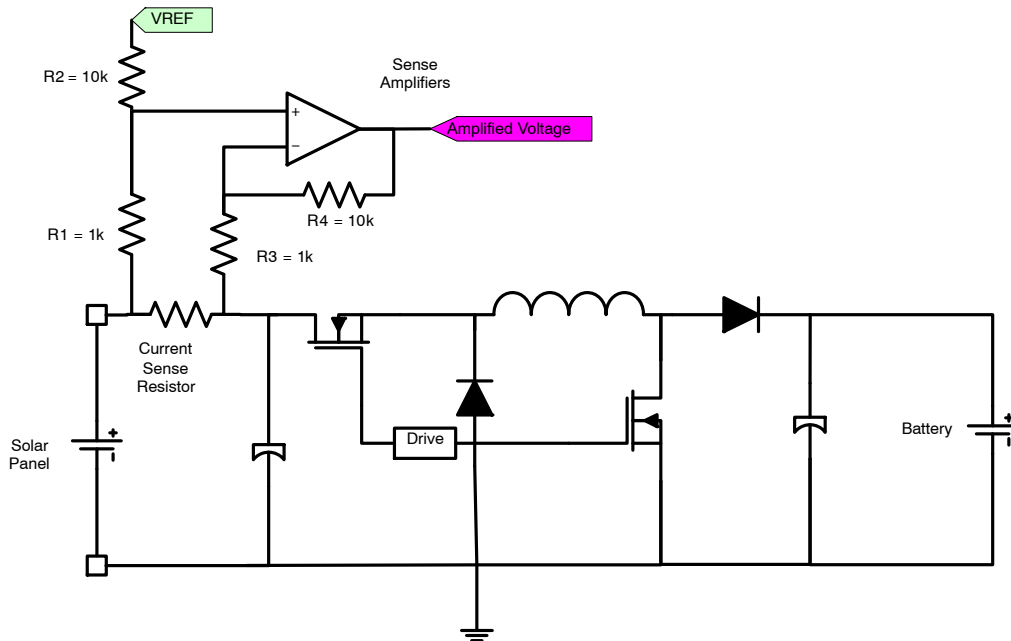 VREF
R2 = 10k
Sense
Amplifiers
+
−
Amplified Voltage
R4 = 10k
R1 = 1k
R3 = 1k
Current
Sense
Resistor
Solar
Panel
+
-
Drive
Battery
+
-